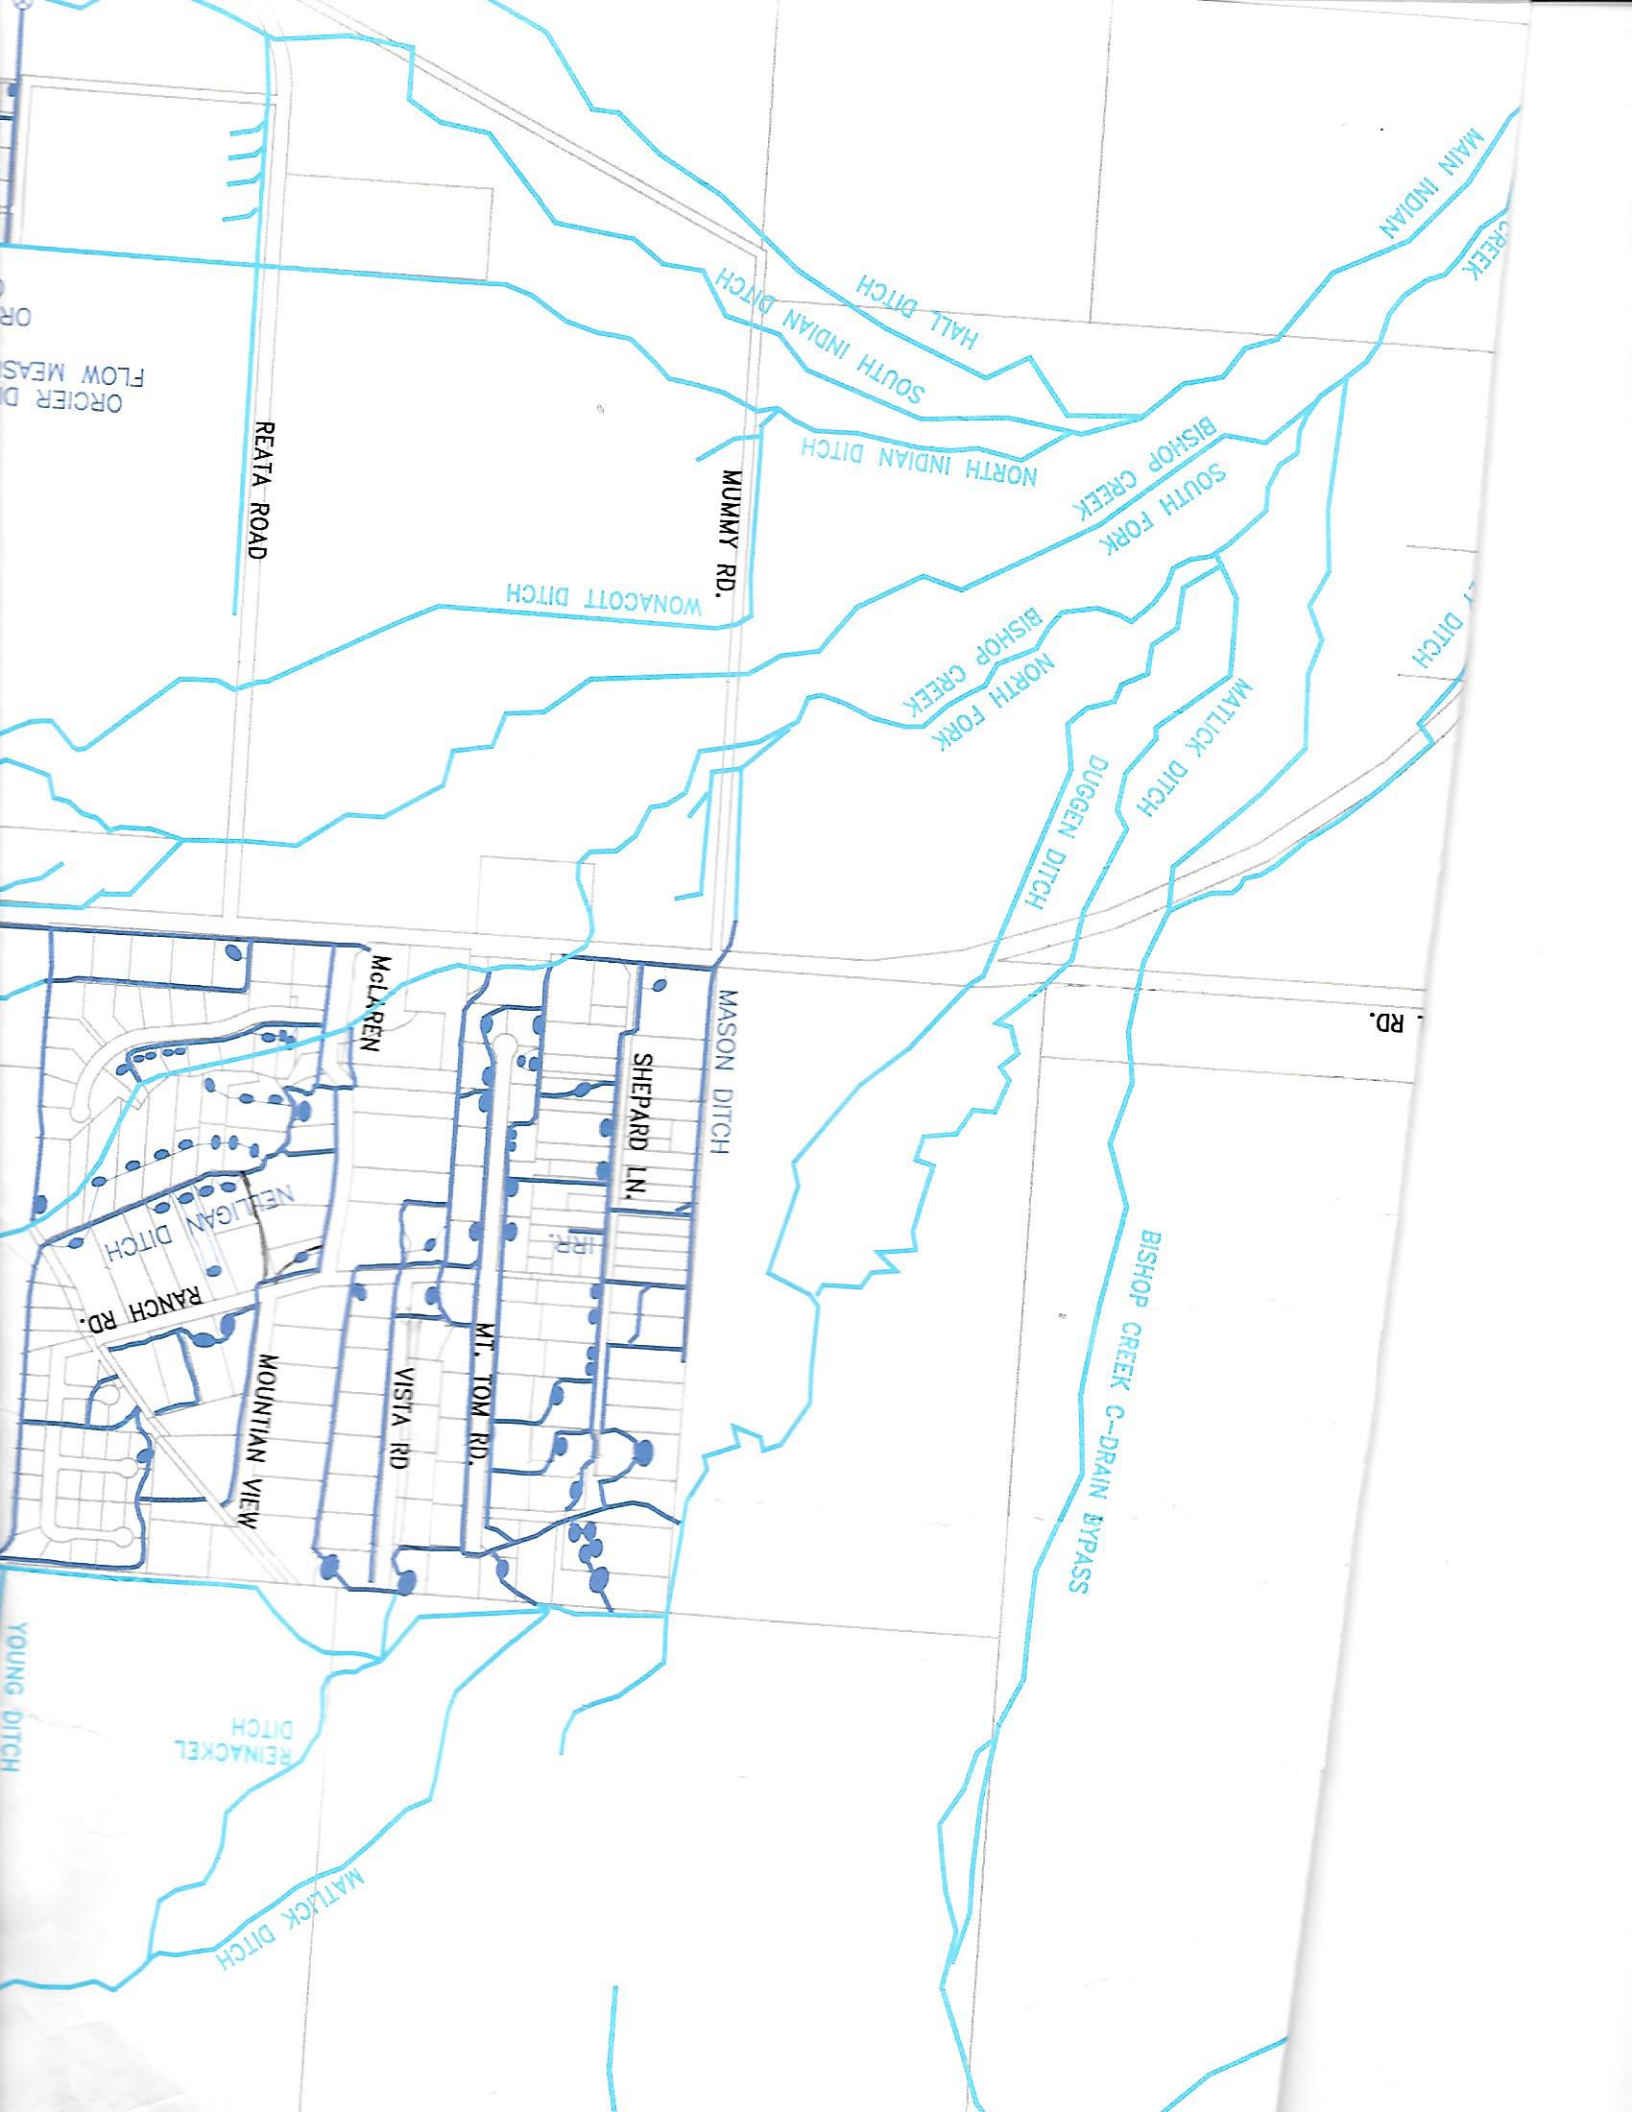 MAIN INDIAN
CREEK
HALL DITCH
SOUTH INDIAN DITCH
NORTH INDIAN DITCH
BISHOP CREEK
SOUTH FORK
ORCIER
FLOW
REATA ROAD
MUMMY RD.
WONACOTT DITCH
BISHOP CREEK
NORTH FORK
DITCH
MATLICK DITCH
DUGGEN DITCH
RD.
McLAREN
MASON DITCH
SHEPARD LN.
NELLIGAN
DITCH
IRR.
RANCH RD.
MOUNTIAN VIEW
VISTA RD
MT. TOM RD.
BISHOP CREEK C-DRAIN BYPASS
YOUNG DITCH
REINACKEL
DITCH
MATLICK DITCH